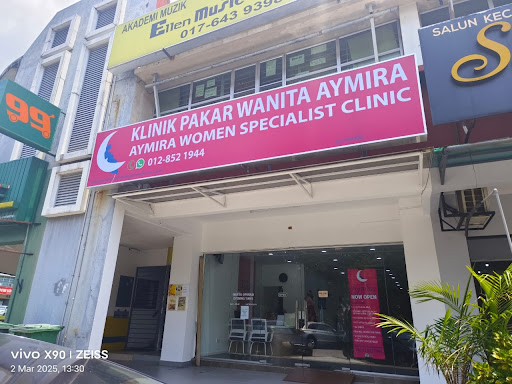 AKADEMI MUZIK
Ellen Music
017-643 9398
SALUN KEC
99
KLINIK PAKAR WANITA AYMIRA
AYMIRA WOMEN SPECIALIST CLINIC
012-852 1944
NOW OPEN
vivo X90 | ZEISS
2 Mar 2025, 13:30